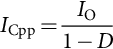 I_Cpp = I_O / (1 − D)